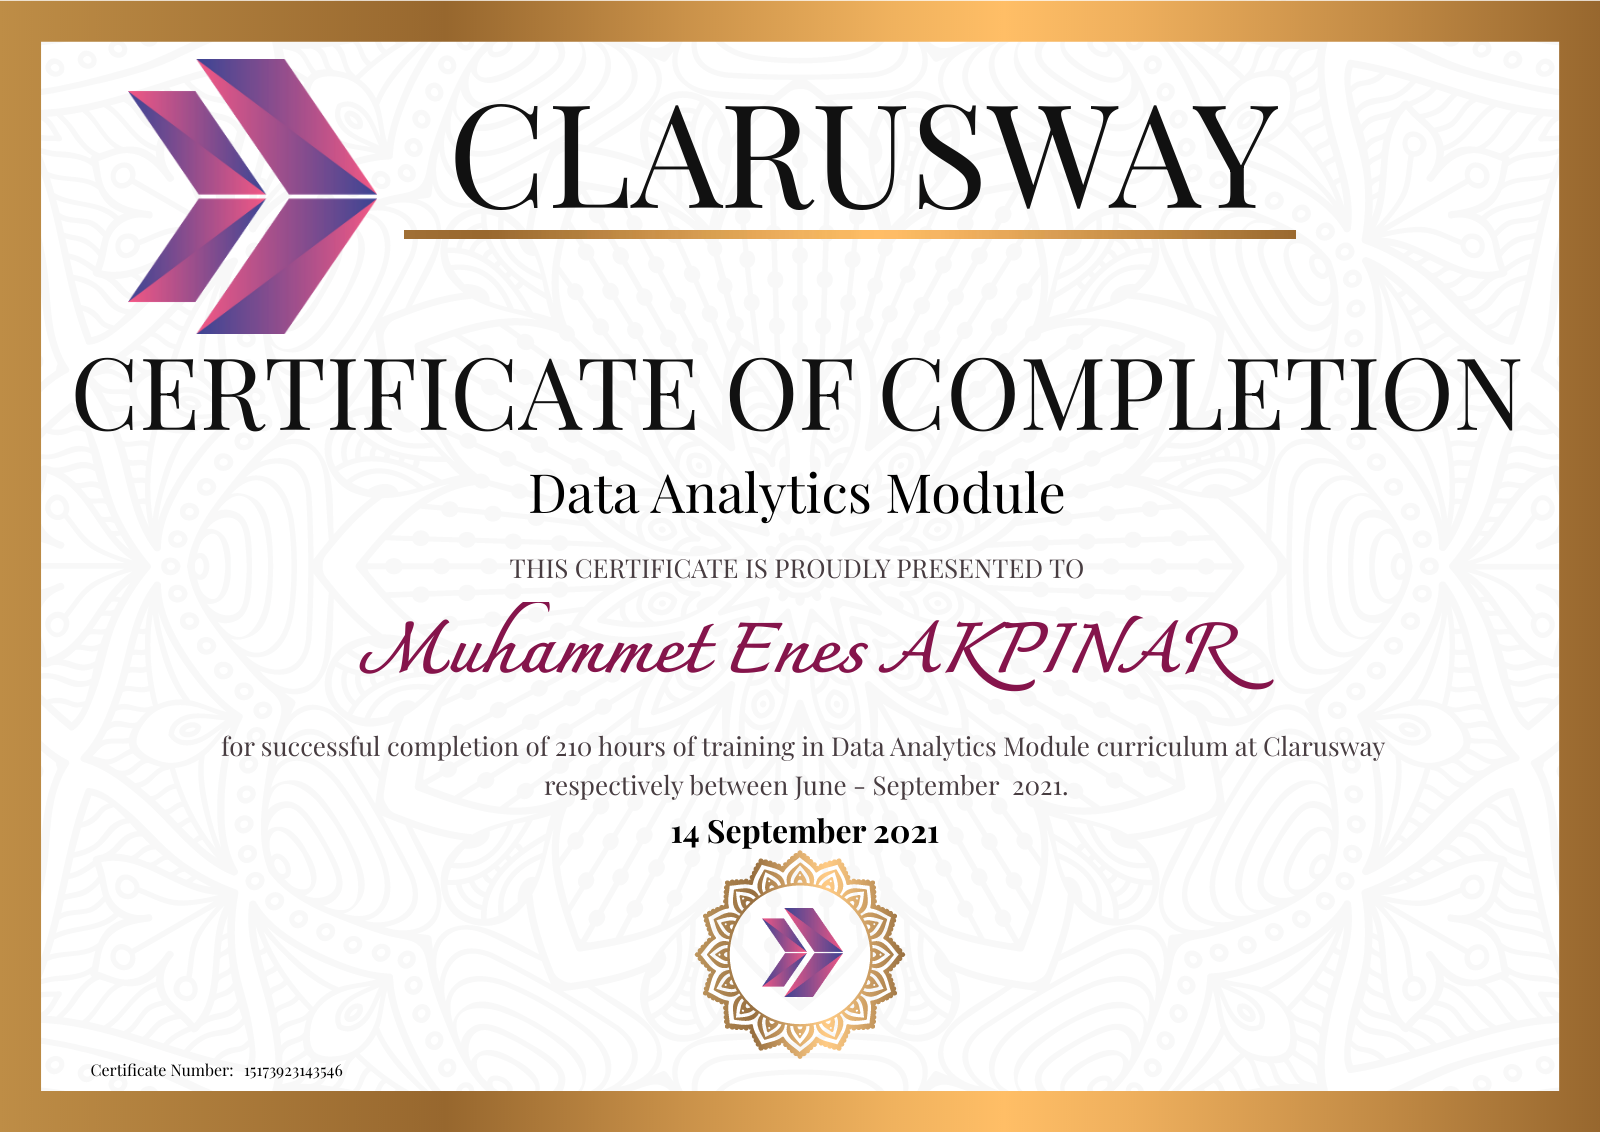 CLARUSWAY
CERTIFICATE OF COMPLETION
Data Analytics Module
THIS CERTIFICATE IS PROUDLY PRESENTED TO
Muhammet Enes AKPINAR
for successful completion of 210 hours of training in Data Analytics Module curriculum at Clarusway
respectively between June - September 2021.
14 September 2021
Certificate Number: 15173923143546